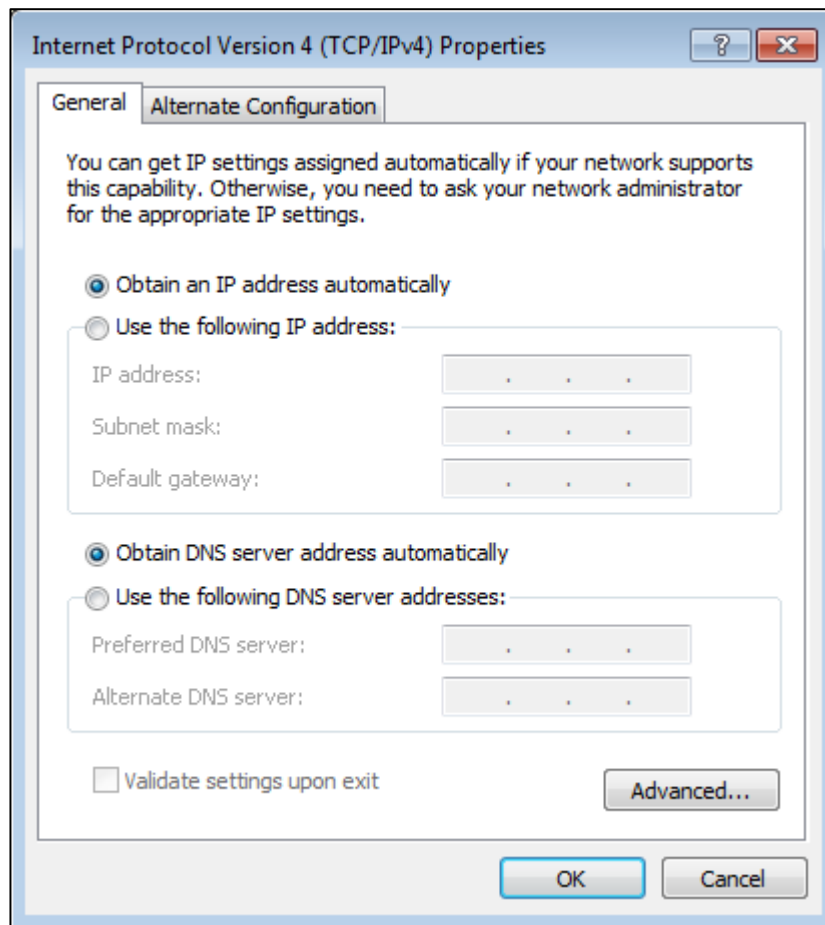 Internet Protocol Version 4 (TCP/IPv4) Properties
?
General
Alternate Configuration
You can get IP settings assigned automatically if your network supports
this capability. Otherwise, you need to ask your network administrator
for the appropriate IP settings.
Obtain an IP address automatically
Use the following IP address:
IP address: . . .
Subnet mask: . . .
Default gateway: . . .
Obtain DNS server address automatically
Use the following DNS server addresses:
Preferred DNS server: . . .
Alternate DNS server: . . .
Validate settings upon exit
Advanced...
OK
Cancel